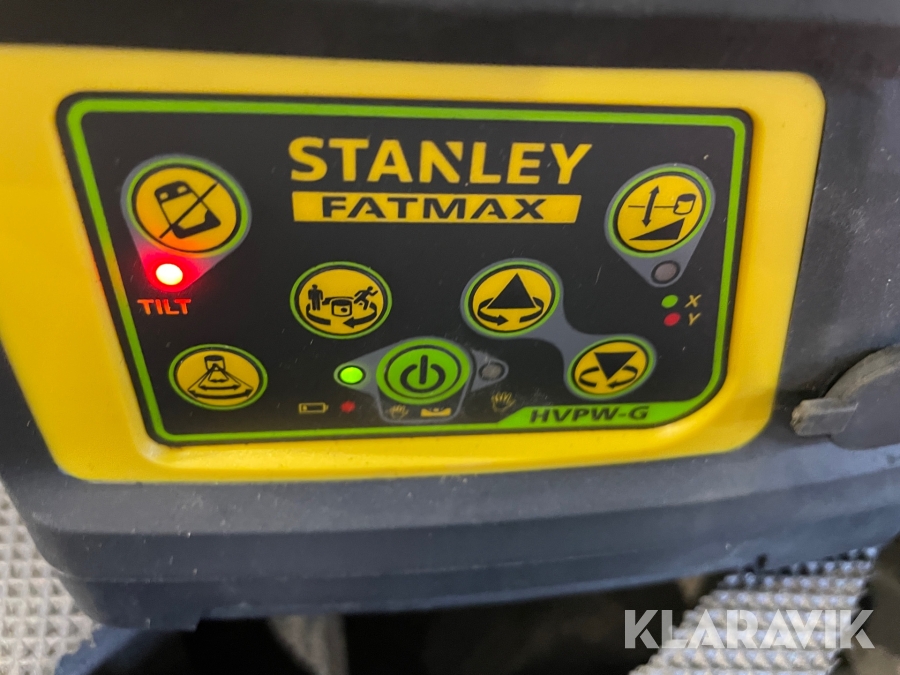 STANLEY
FATMAX
TILT
X
Y
HVPW-G
KLARAVIK